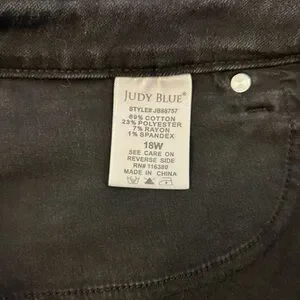 JUDY BLUE®
STYLE# JB88757
69% COTTON
23% POLYESTER
7% RAYON
1% SPANDEX
18W
SEE CARE ON
REVERSE SIDE
RN# 116380
MADE IN CHINA